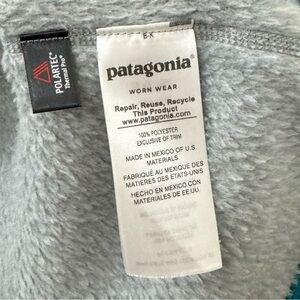 B-K
patagonia®
WORN WEAR
Repair, Reuse, Recycle
This Product
www.patagonia.com
100% POLYESTER
EXCLUSIVE OF TRIM
MADE IN MEXICO OF U.S.
MATERIALS
FABRIQUÉ AU MEXIQUE DES
MATIÈRES DES ETATS-UNIS
HECHO EN MEXICO CON
MATERIALES DE EE.UU.
POLARTEC®
Thermal Pro®